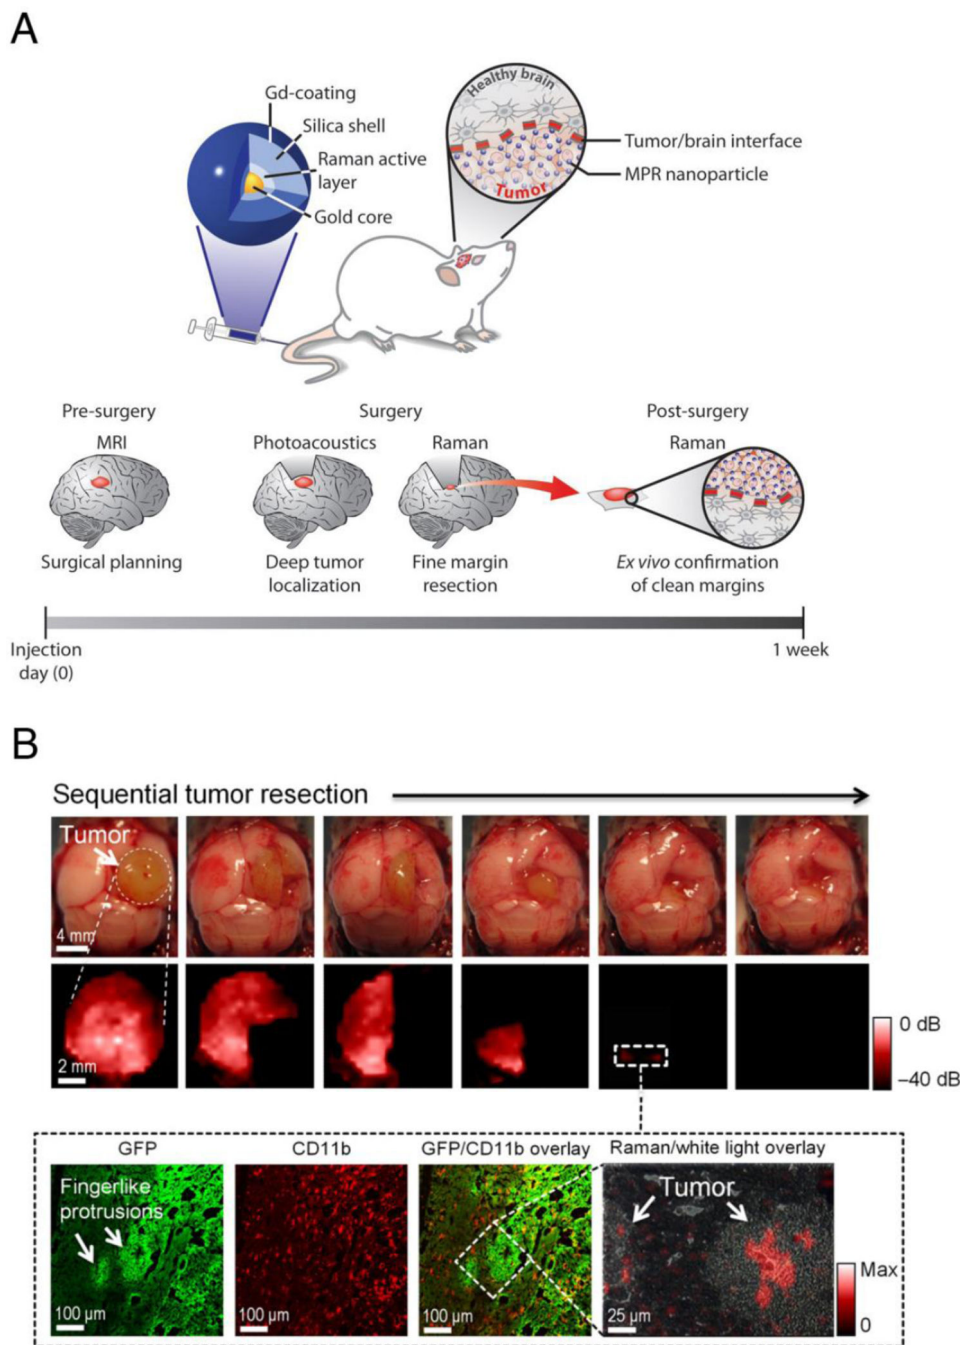 A
Gd-coating
Silica shell
Raman active
layer
Gold core
Healthy brain
Tumor
Tumor/brain interface
MPR nanoparticle
Pre-surgery
Surgery
Post-surgery
MRI
Photoacoustics
Raman
Raman
Surgical planning
Deep tumor
localization
Fine margin
resection
Ex vivo confirmation
of clean margins
Injection
day (0)
1 week
B
Sequential tumor resection
Tumor
4 mm
2 mm
0 dB
–40 dB
GFP
CD11b
GFP/CD11b overlay
Raman/white light overlay
Fingerlike
protrusions
Tumor
100 µm
100 µm
100 µm
25 µm
Max
0